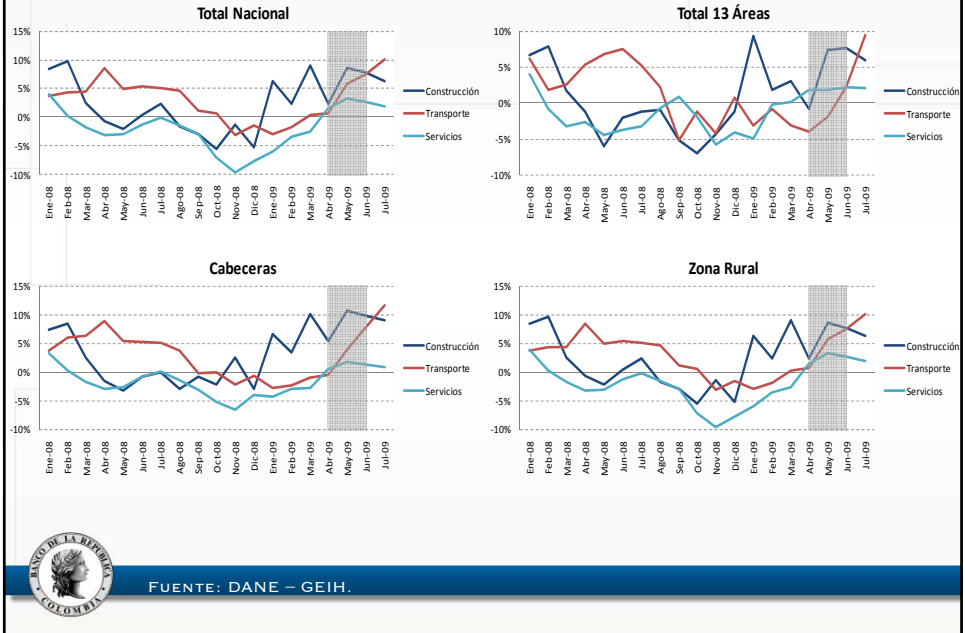 Total Nacional
15%
10%
5%
0%
-5%
-10%
Ene-08
Feb-08
Mar-08
Abr-08
May-08
Jun-08
Jul-08
Ago-08
Sep-08
Oct-08
Nov-08
Dic-08
Ene-09
Feb-09
Mar-09
Abr-09
May-09
Jun-09
Jul-09
Construcción
Transporte
Servicios
Total 13 Áreas
10%
5%
0%
-5%
-10%
Ene-08
Feb-08
Mar-08
Abr-08
May-08
Jun-08
Jul-08
Ago-08
Sep-08
Oct-08
Nov-08
Dic-08
Ene-09
Feb-09
Mar-09
Abr-09
May-09
Jun-09
Jul-09
Construcción
Transporte
Servicios
Cabeceras
15%
10%
5%
0%
-5%
-10%
Ene-08
Feb-08
Mar-08
Abr-08
May-08
Jun-08
Jul-08
Ago-08
Sep-08
Oct-08
Nov-08
Dic-08
Ene-09
Feb-09
Mar-09
Abr-09
May-09
Jun-09
Jul-09
Construcción
Transporte
Servicios
Zona Rural
15%
10%
5%
0%
-5%
-10%
Ene-08
Feb-08
Mar-08
Abr-08
May-08
Jun-08
Jul-08
Ago-08
Sep-08
Oct-08
Nov-08
Dic-08
Ene-09
Feb-09
Mar-09
Abr-09
May-09
Jun-09
Jul-09
Construcción
Transporte
Servicios
BANCO DE LA REPUBLICA
COLOMBIA
FUENTE: DANE – GEIH.